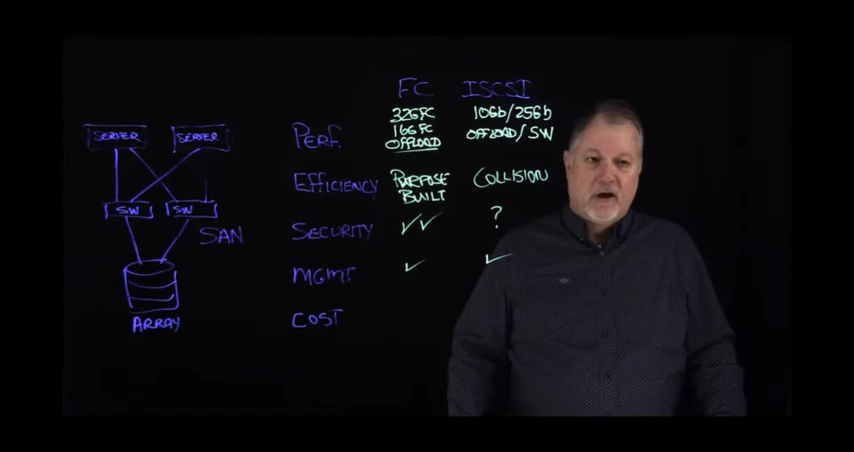 SERVER SERVER
SW SW
SAN
ARRAY
FC ISCSI
Perf. 32GFC 10Gb/25Gb
16GFC OFFLOAD/SW
OFFLOAD
EFFICIENCY PURPOSE COLLISION
BUILT
SECURITY ✓✓ ?
MGMT ✓ ✓
COST